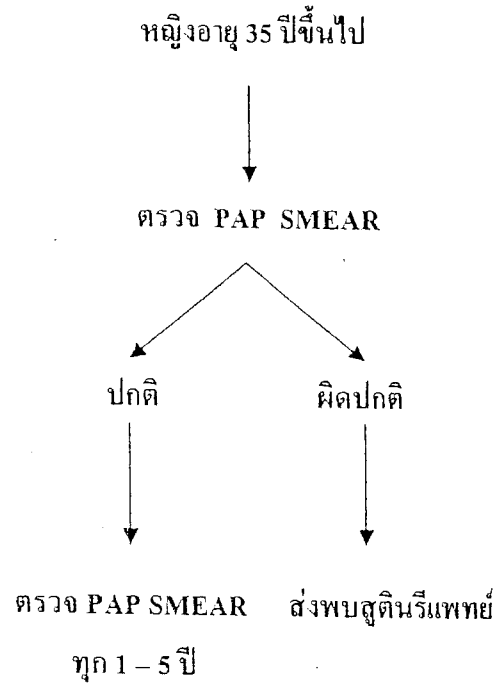 หญิงอายุ 35 ปีขึ้นไป
ตรวจ PAP SMEAR
ปกติ
ผิดปกติ
ตรวจ PAP SMEAR
ทุก 1 – 5 ปี
ส่งพบสูตินรีแพทย์